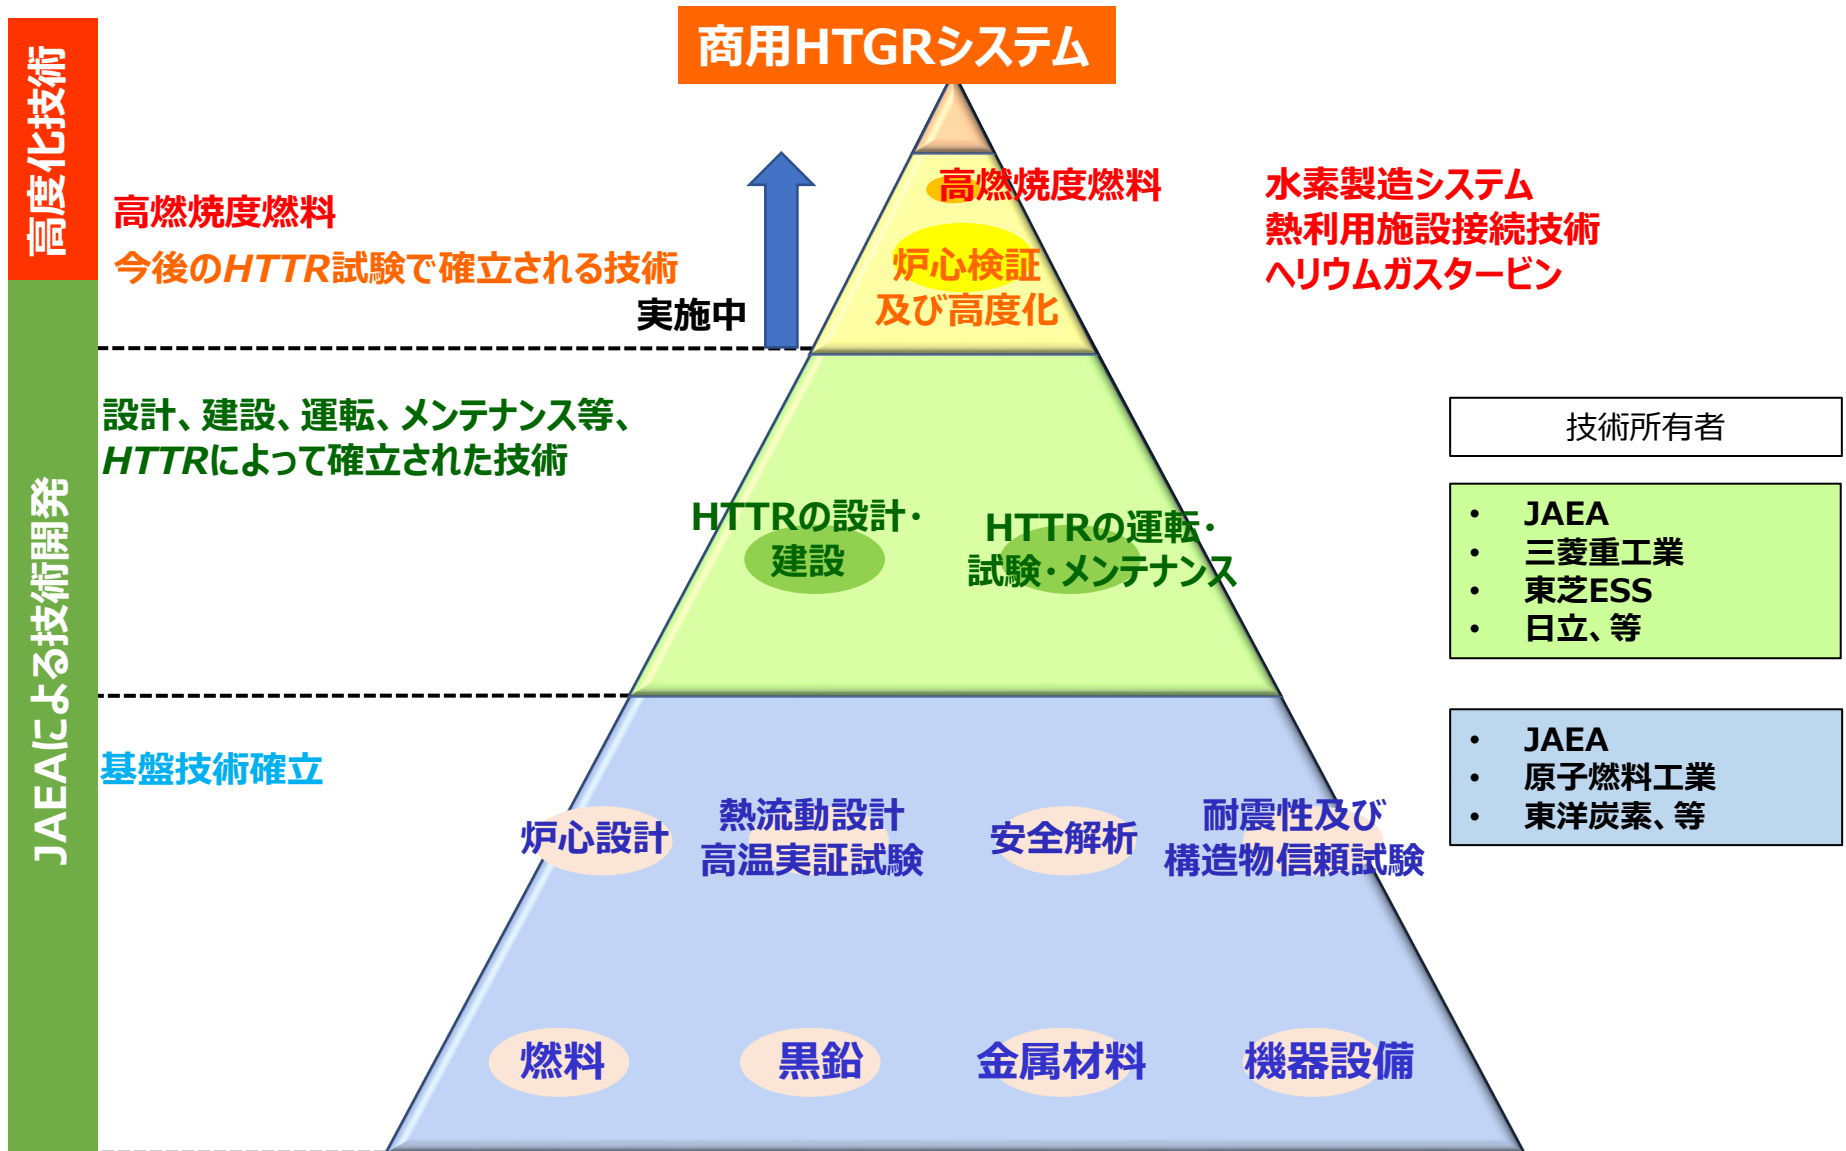 商用HTGRシステム
高度化技術
高燃焼度燃料
今後のHTTR試験で確立される技術
実施中
高燃焼度燃料
炉心検証
及び高度化
水素製造システム
熱利用施設接続技術
ヘリウムガスタービン
JAEAによる技術開発
設計、建設、運転、メンテナンス等、
HTTRによって確立された技術
HTTRの設計・
建設
HTTRの運転・
試験・メンテナンス
技術所有者
• JAEA
• 三菱重工業
• 東芝ESS
• 日立、等
基盤技術確立
• JAEA
• 原子燃料工業
• 東洋炭素、等
炉心設計
熱流動設計
高温実証試験
安全解析
耐震性及び
構造物信頼試験
燃料
黒鉛
金属材料
機器設備